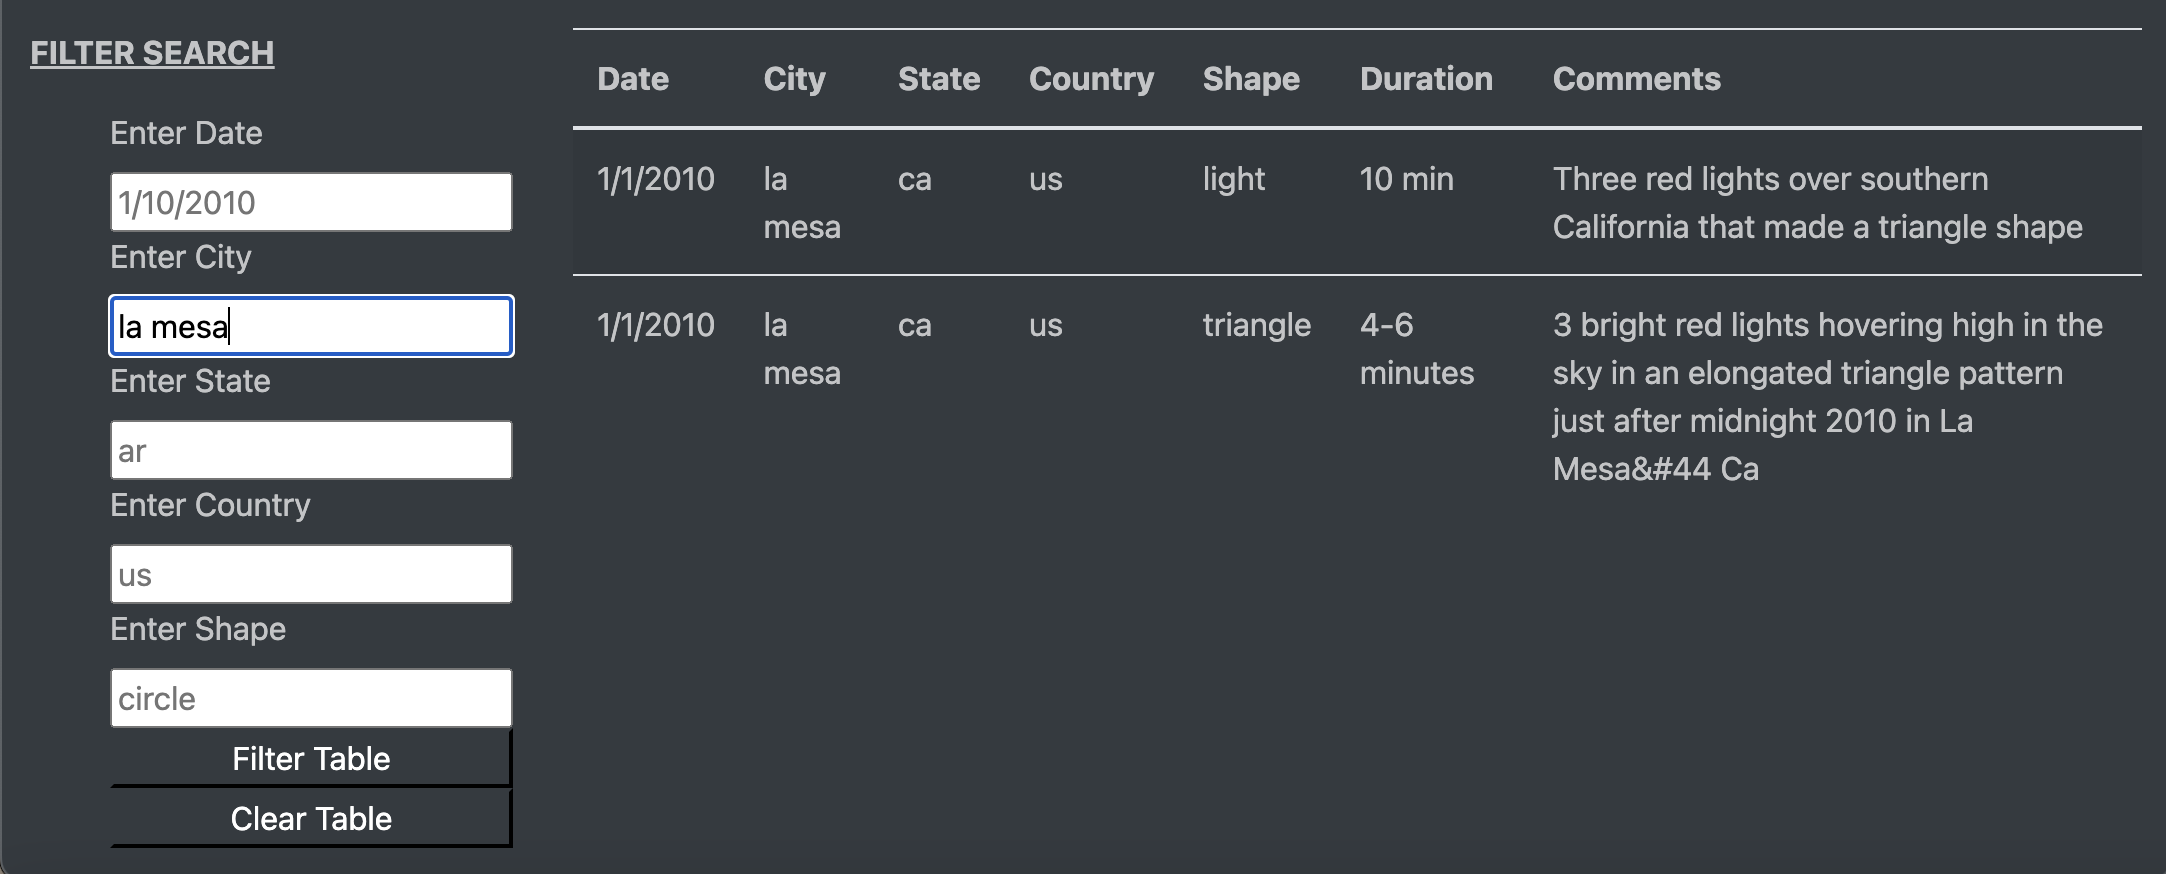 FILTER SEARCH
Enter Date
1/10/2010
Enter City
la mesa
Enter State
ar
Enter Country
us
Enter Shape
circle
Filter Table
Clear Table
Date City State Country Shape Duration Comments
1/1/2010 la ca us light 10 min Three red lights over southern
mesa California that made a triangle shape
1/1/2010 la ca us triangle 4-6 3 bright red lights hovering high in the
mesa minutes sky in an elongated triangle pattern
just after midnight 2010 in La
Mesa&#44 Ca